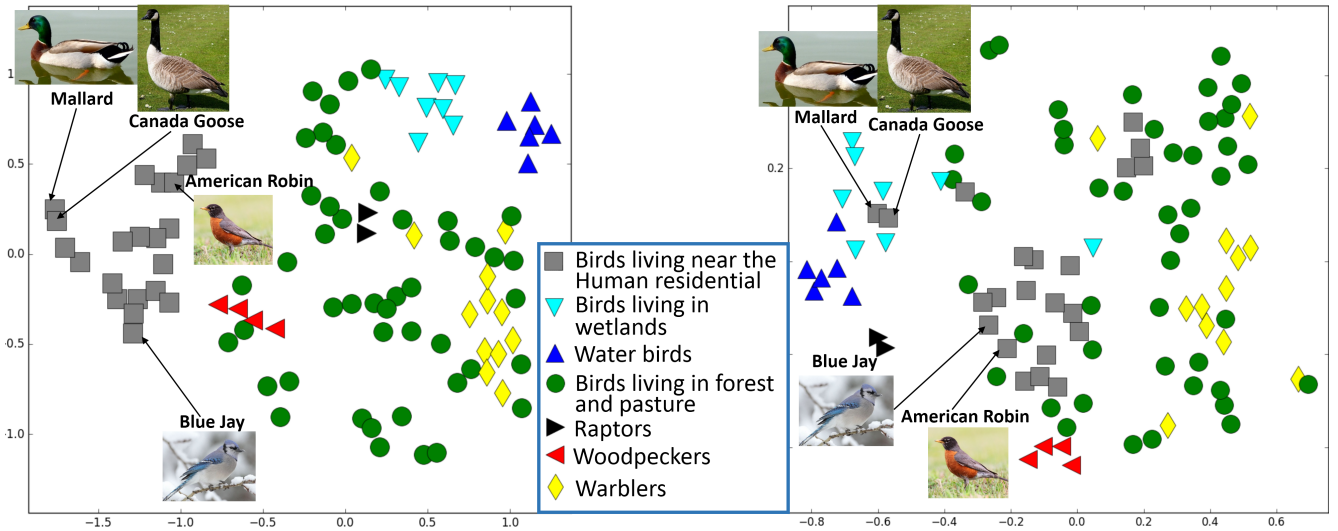 Mallard
Canada Goose
American Robin
Blue Jay
1.
0.5
0.0
-0.5
1.0
-1.5
-1.0
-0.5
0.0
0.5
1.0
Birds living near the
Human residential
Birds living in
wetlands
Water birds
Birds living in forest
and pasture
Raptors
Woodpeckers
Warblers
Mallard
Canada Goose
Blue Jay
American Robin
0.2
-0.8
-0.6
-0.4
-0.2
0.0
0.2
0.4
0.6